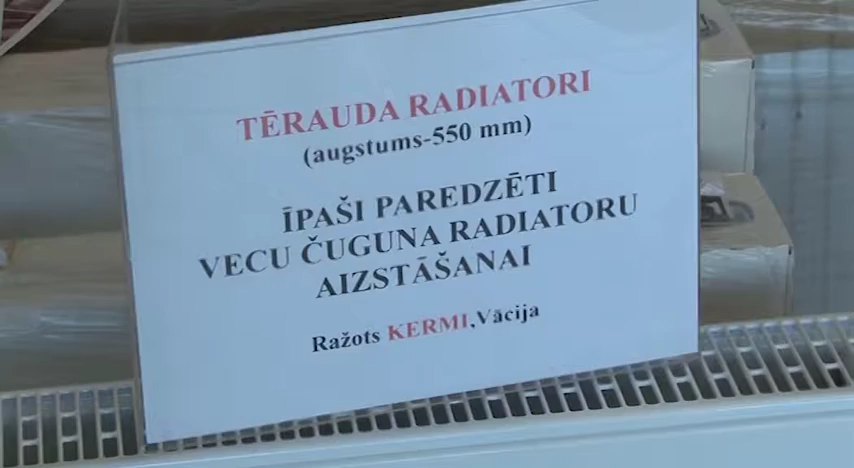 TĒRAUDA RADIATORI
(augstums-550 mm)
ĪPAŠI PAREDZĒTI
VECU ČUGUNA RADIATORU
AIZSTĀŠANAI
Ražots KERMI,Vācija